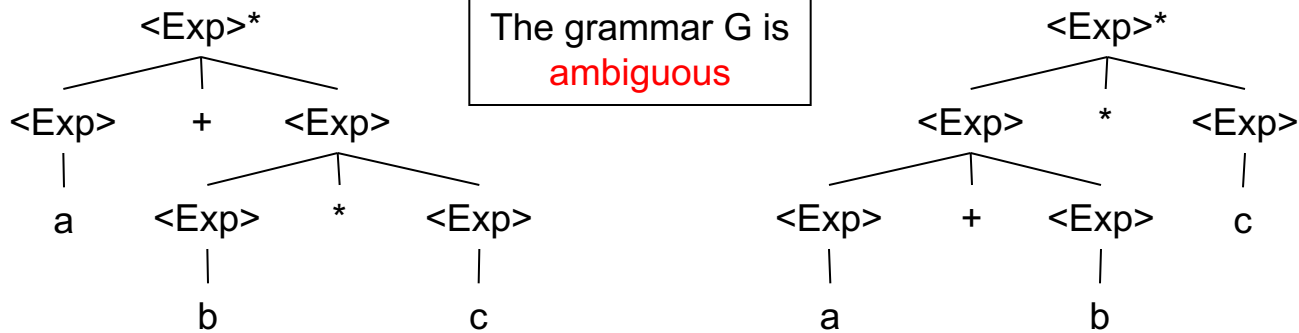 <Exp>* The grammar G is <Exp>*
ambiguous
<Exp> + <Exp> <Exp> * <Exp>
a <Exp> * <Exp> <Exp> + <Exp> c
b c a b